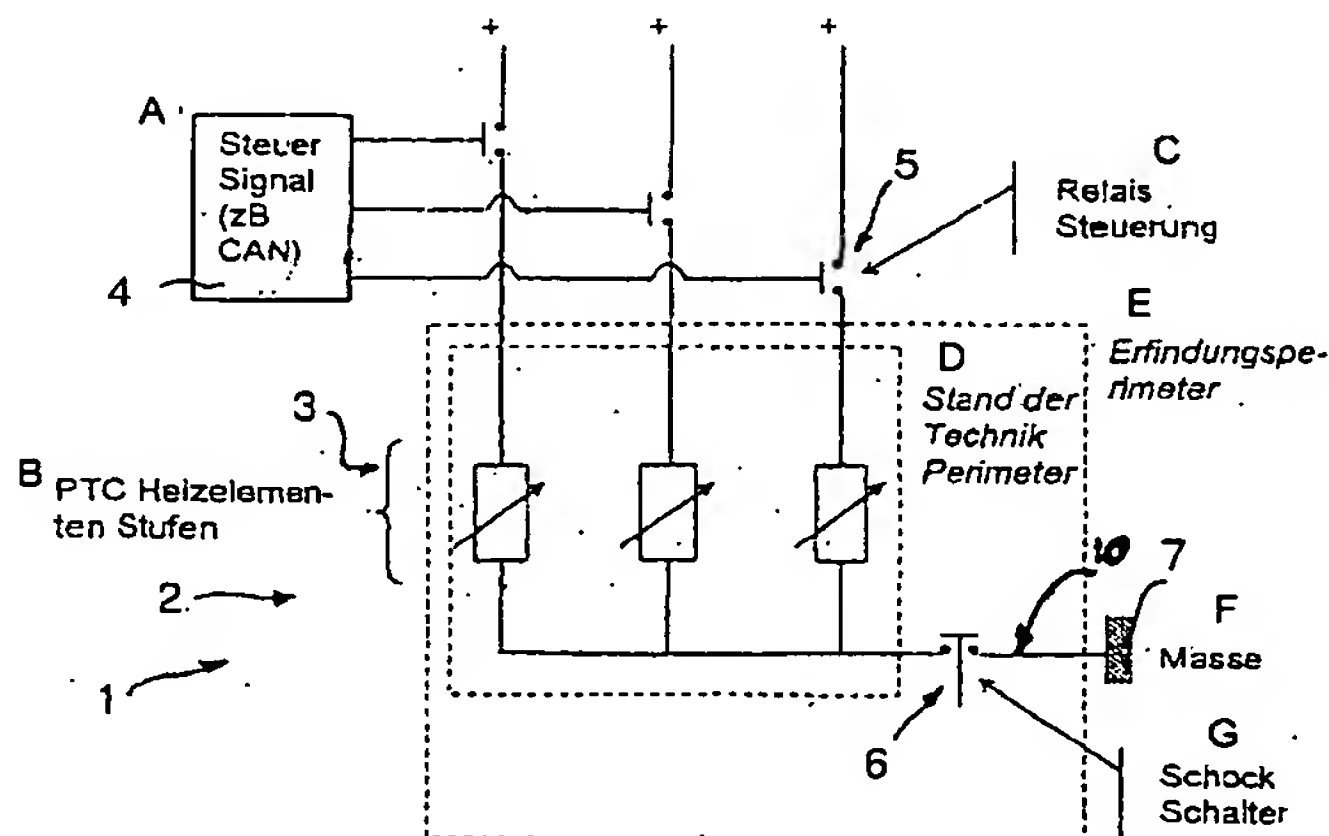 + + +
A
Steuer
Signal
(zB
CAN)
4
5
C
Relais
Steuerung
E
Erfindungspe-
rimeter
D
Stand der
Technik
Perimeter
3
B PTC Heizelemen-
ten Stufen
2
1
10
7
F
Masse
6
G
Schock
Schalter